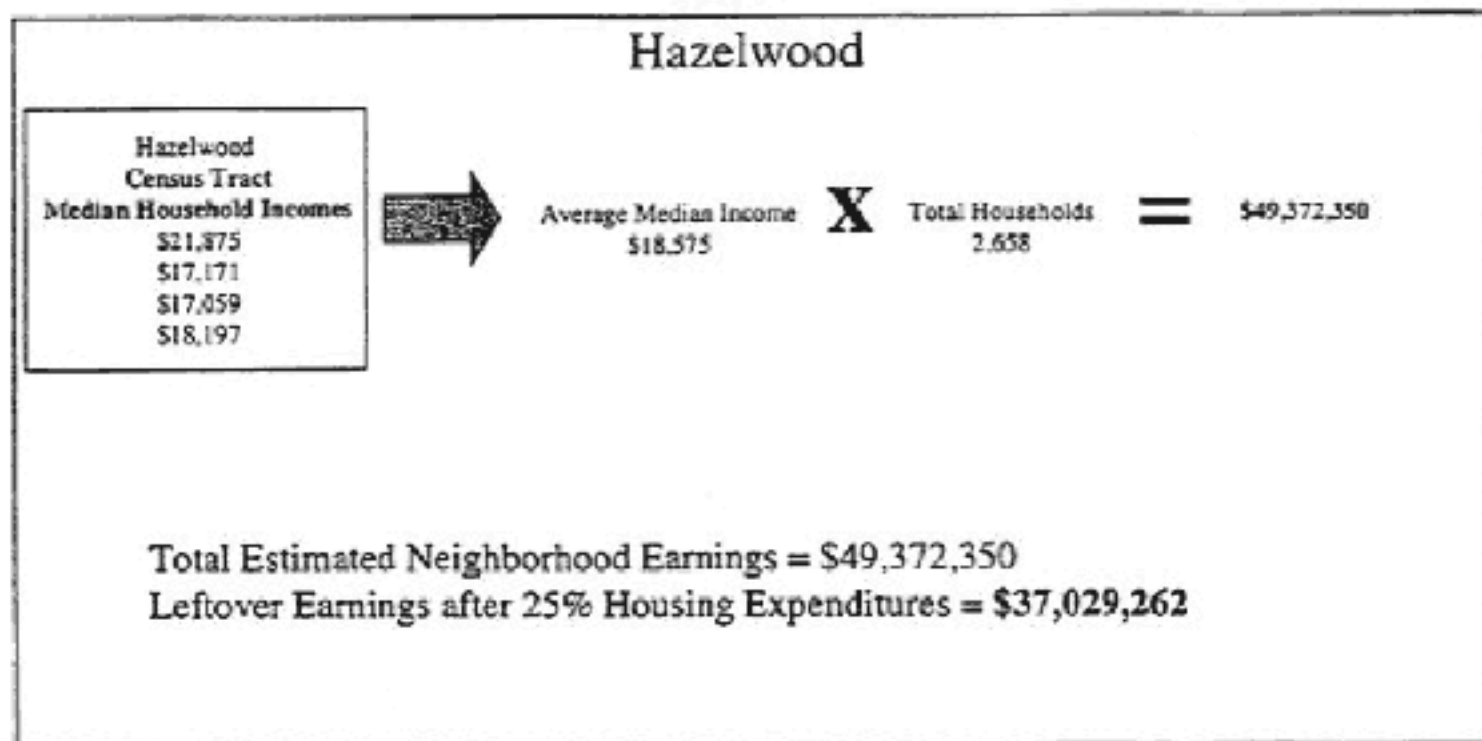 Hazelwood
Hazelwood
Census Tract
Median Household Incomes
$21,875
$17,171
$17,059
$18,197
Average Median Income
$18,575
X
Total Households
2,658
=
$49,372,350
Total Estimated Neighborhood Earnings = $49,372,350
Leftover Earnings after 25% Housing Expenditures = $37,029,262